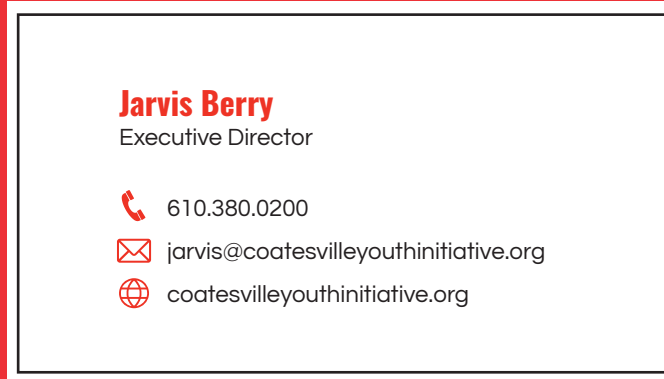 Jarvis Berry
Executive Director
610.380.0200
jarvis@coatesvilleyouthinitiative.org
coatesvilleyouthinitiative.org